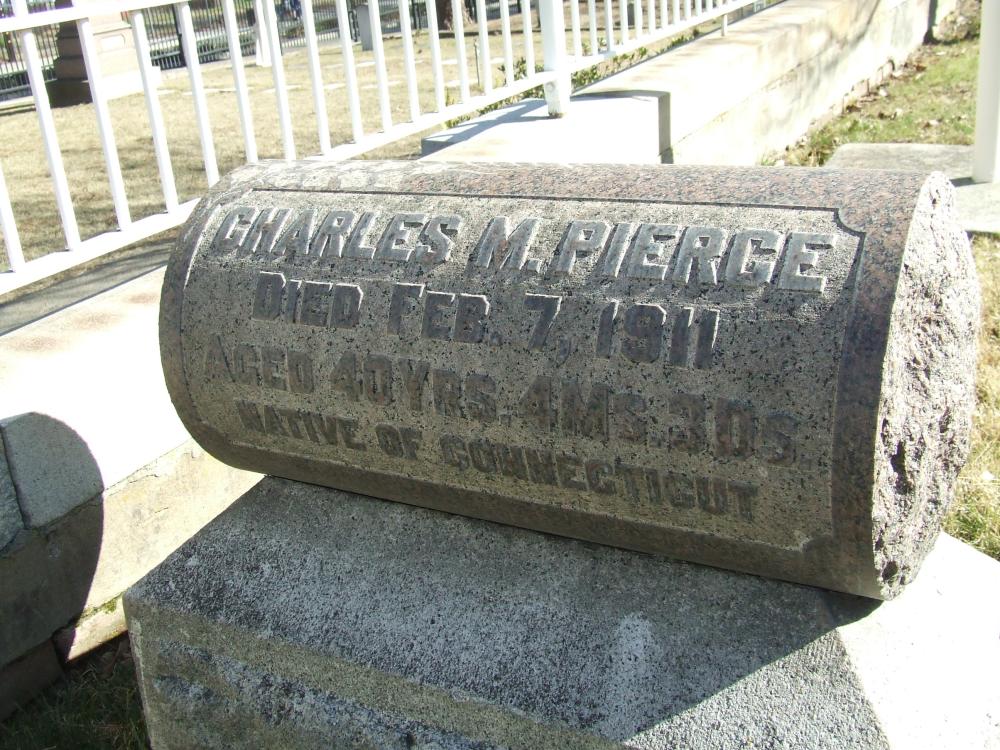 CHARLES M. PIERCE
DIED FEB. 7, 1911
AGED 40 YRS. 4 MS. 3 DS.
NATIVE OF CONNECTICUT